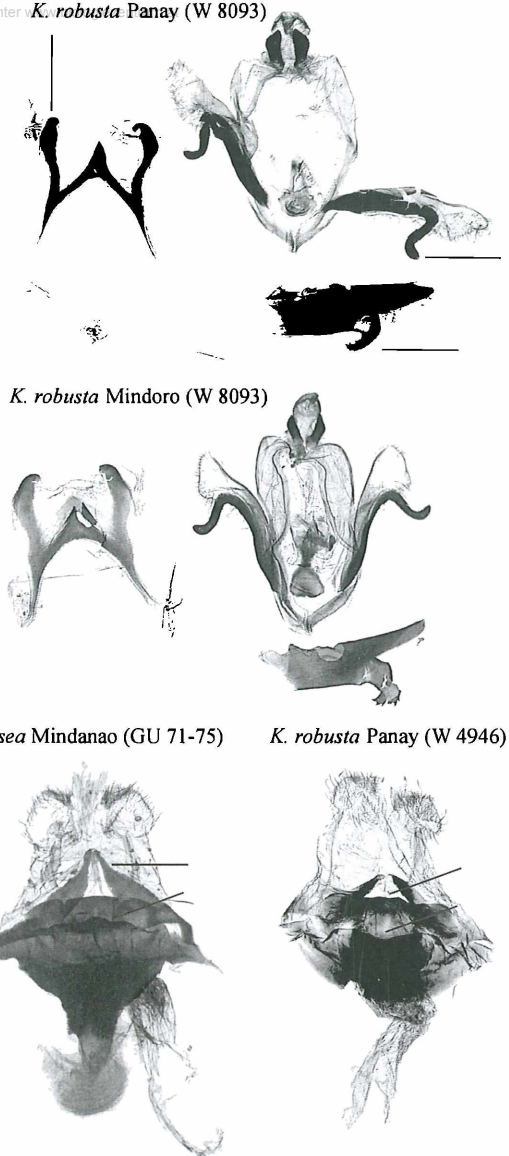 K. robusta Panay (W 8093)
K. robusta Mindoro (W 8093)
sea Mindanao (GU 71-75)
K. robusta Panay (W 4946)